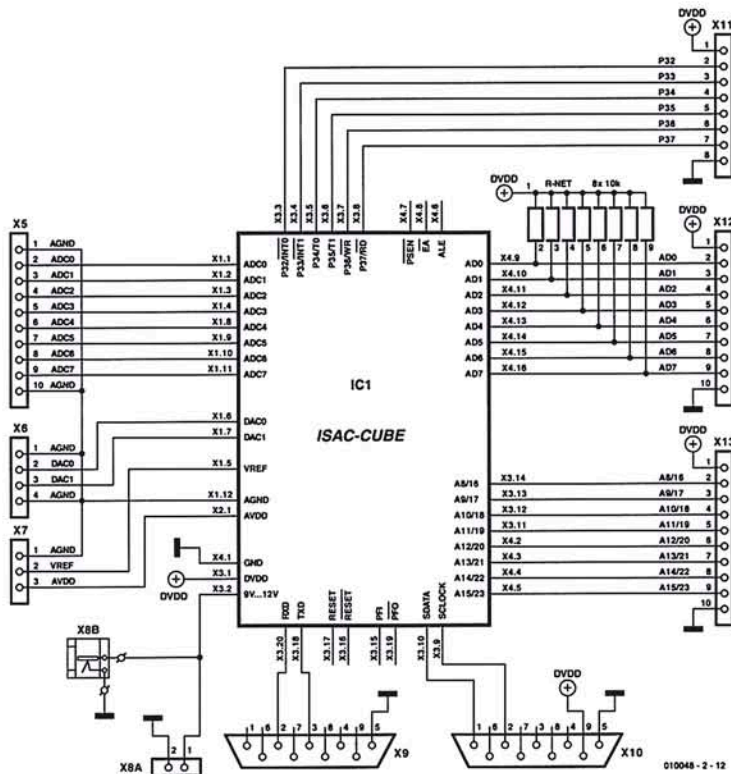 DVDD
X11
1
P32 2
P33 3
P34 4
P35 5
P36 6
P37 7
8
X3.3
X3.4
X3.5
X3.6
X3.7
X3.8
X4.7
X4.8
X4.6
P32/INT0
P33/INT1
P34/T0
P35/T1
P36/WR
P37/RD
PSEN
EA
ALE
DVDD
1 R-NET 8x 10k
2 3 4 5 6 7 8 9
DVDD
X12
1
X4.9 AD0 2
X4.10 AD1 3
X4.11 AD2 4
X4.12 AD3 5
X4.13 AD4 6
X4.14 AD5 7
X4.15 AD6 8
X4.16 AD7 9
10
AD0
AD1
AD2
AD3
AD4
AD5
AD6
AD7
X5
1 AGND
2 ADC0
3 ADC1
4 ADC2
5 ADC3
6 ADC4
7 ADC5
8 ADC6
9 ADC7
10 AGND
X1.1 ADC0
X1.2 ADC1
X1.3 ADC2
X1.4 ADC3
X1.8 ADC4
X1.9 ADC5
X1.10 ADC6
X1.11 ADC7
IC1
ISAC-CUBE
X6
1 AGND
2 DAC0
3 DAC1
4 AGND
X1.6 DAC0
X1.7 DAC1
X1.5 VREF
X1.12 AGND
X2.1 AVDD
X7
1 AGND
2 VREF
3 AVDD
X4.1 GND
X3.1 DVDD
X3.2 9V...12V
DVDD
DVDD
X13
1
A8/16 X3.14 A8/16 2
A9/17 X3.13 A9/17 3
A10/18 X3.12 A10/18 4
A11/19 X3.11 A11/19 5
A12/20 X4.2 A12/20 6
A13/21 X4.3 A13/21 7
A14/22 X4.4 A14/22 8
A15/23 X4.5 A15/23 9
10
RXD
TXD
RESET
RESET
PFI
PFO
SDATA
SCLOCK
X3.20
X3.18
X3.17
X3.16
X3.15
X3.19
X3.10
X3.9
X8B
X8A
2 1
1 6 2 7 3 8 4 9 5
X9
DVDD
1 6 2 7 3 8 4 9 5
X10
010048 - 2 - 12